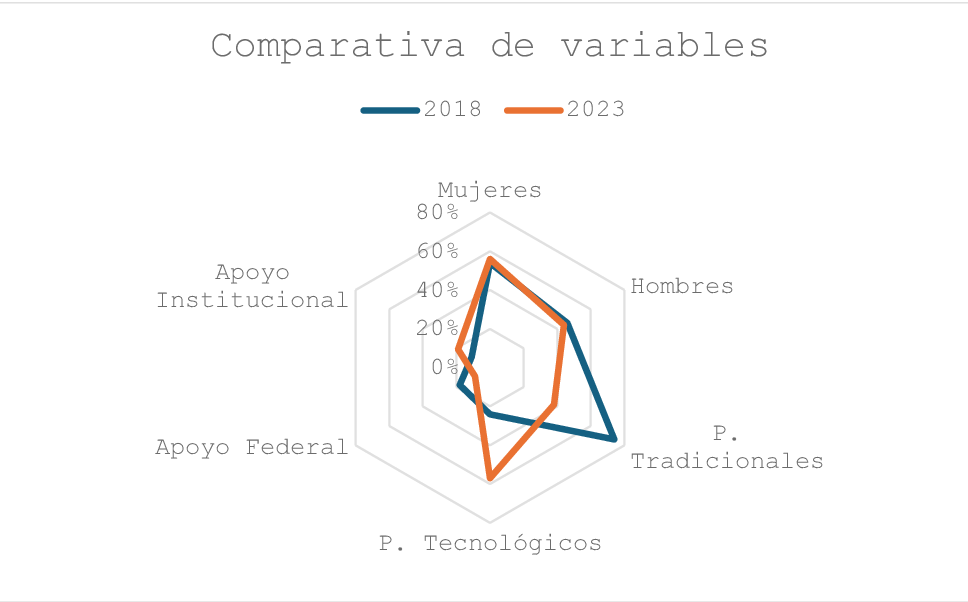 Comparativa de variables
2018 2023
Mujeres
80%
60%
40%
20%
0%
Hombres
P.
Tradicionales
P. Tecnológicos
Apoyo Federal
Apoyo
Institucional